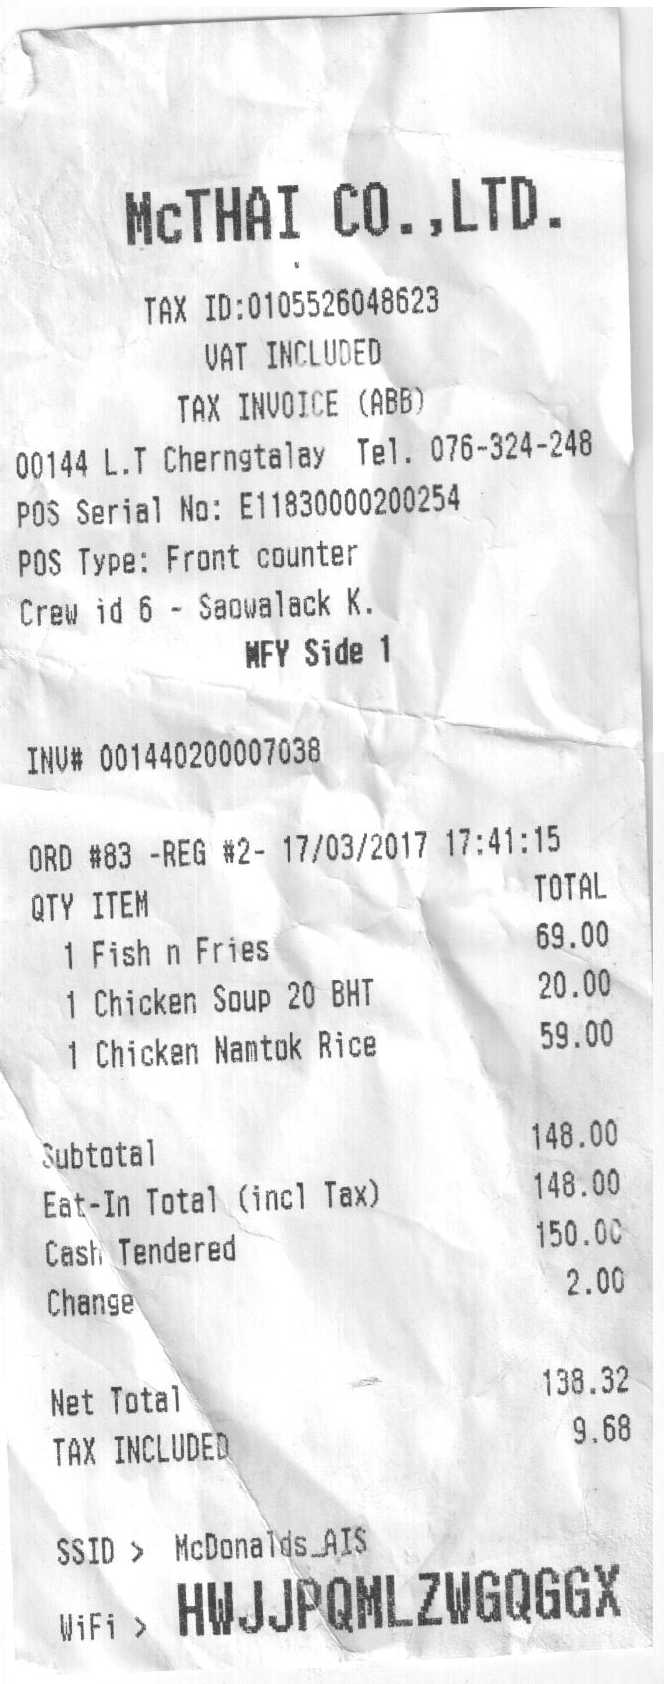 McTHAI CO.,LTD.
TAX ID:0105526048623
VAT INCLUDED
TAX INVOICE (ABB)
00144 L.T Cherngtalay Tel. 076-324-248
POS Serial No: E11830000200254
POS Type: Front counter
Crew id 6 - Saowalack K.
MFY Side 1
INV# 001440200007038
ORD #83 -REG #2- 17/03/2017 17:41:15
QTY ITEM TOTAL
1 Fish n Fries 69.00
1 Chicken Soup 20 BHT 20.00
1 Chicken Namtok Rice 59.00
Subtotal 148.00
Eat-In Total (incl Tax) 148.00
Cash Tendered 150.00
Change 2.00
Net Total 138.32
TAX INCLUDED 9.68
SSID > McDonalds_AIS
WiFi > HWJJPQMLZWGQGGX